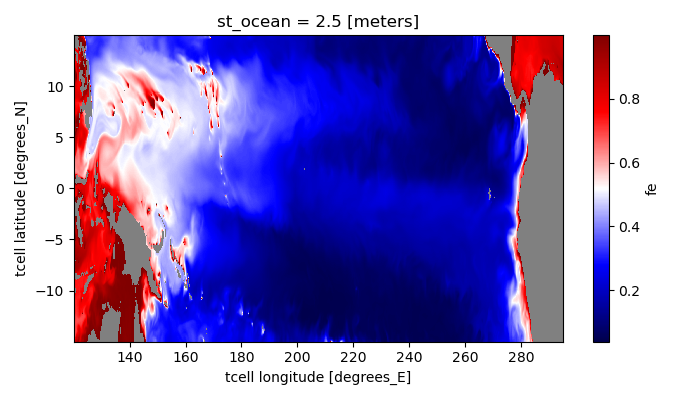 st_ocean = 2.5 [meters]
10
5
0
−5
−10
tcell latitude [degrees_N]
140 160 180 200 220 240 260 280
tcell longitude [degrees_E]
0.8
0.6
0.4
0.2
fe